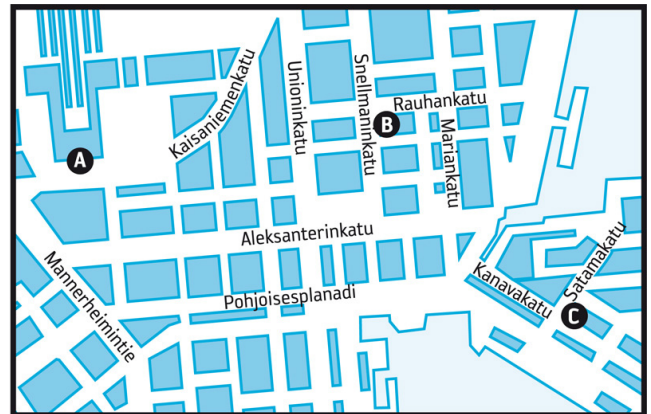 Kaisaniemenkatu
Unioninkatu
Snellmaninkatu
Rauhankatu
B
Mariankatu
A
Aleksanterinkatu
Mannerheimintie
Pohjoisesplanadi
Kanavakatu
Satamakatu
C